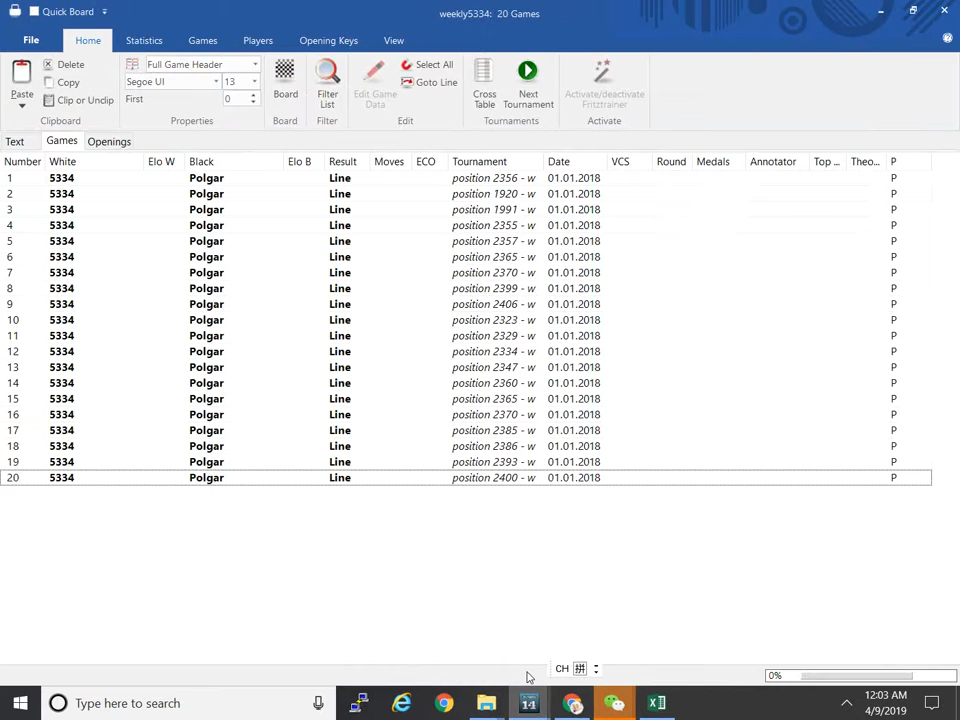 Quick Board
weekly5334: 20 Games
File Home Statistics Games Players Opening Keys View
Paste
Delete
Copy
Clip or Undip
Clipboard
Full Game Header
Segoe UI 13
First 0
Properties
Board
Board
Filter List
Filter
Edit Game Data
Select All
Goto Line
Edit
Cross Table
Next Tournament
Tournaments
Activate/deactivate Fritztrainer
Activate
Text Games Openings
Number White Elo W Black Elo B Result Moves ECO Tournament Date VCS Round Medals Annotator Top ... Theo... P
1 5334 Polgar Line position 2356 - w 01.01.2018 P
2 5334 Polgar Line position 1920 - w 01.01.2018 P
3 5334 Polgar Line position 1991 - w 01.01.2018 P
4 5334 Polgar Line position 2355 - w 01.01.2018 P
5 5334 Polgar Line position 2357 - w 01.01.2018 P
6 5334 Polgar Line position 2365 - w 01.01.2018 P
7 5334 Polgar Line position 2370 - w 01.01.2018 P
8 5334 Polgar Line position 2399 - w 01.01.2018 P
9 5334 Polgar Line position 2406 - w 01.01.2018 P
10 5334 Polgar Line position 2323 - w 01.01.2018 P
11 5334 Polgar Line position 2329 - w 01.01.2018 P
12 5334 Polgar Line position 2334 - w 01.01.2018 P
13 5334 Polgar Line position 2347 - w 01.01.2018 P
14 5334 Polgar Line position 2360 - w 01.01.2018 P
15 5334 Polgar Line position 2365 - w 01.01.2018 P
16 5334 Polgar Line position 2370 - w 01.01.2018 P
17 5334 Polgar Line position 2385 - w 01.01.2018 P
18 5334 Polgar Line position 2386 - w 01.01.2018 P
19 5334 Polgar Line position 2393 - w 01.01.2018 P
20 5334 Polgar Line position 2400 - w 01.01.2018 P
CH 拼
0%
Type here to search
14
12:03 AM
4/9/2019